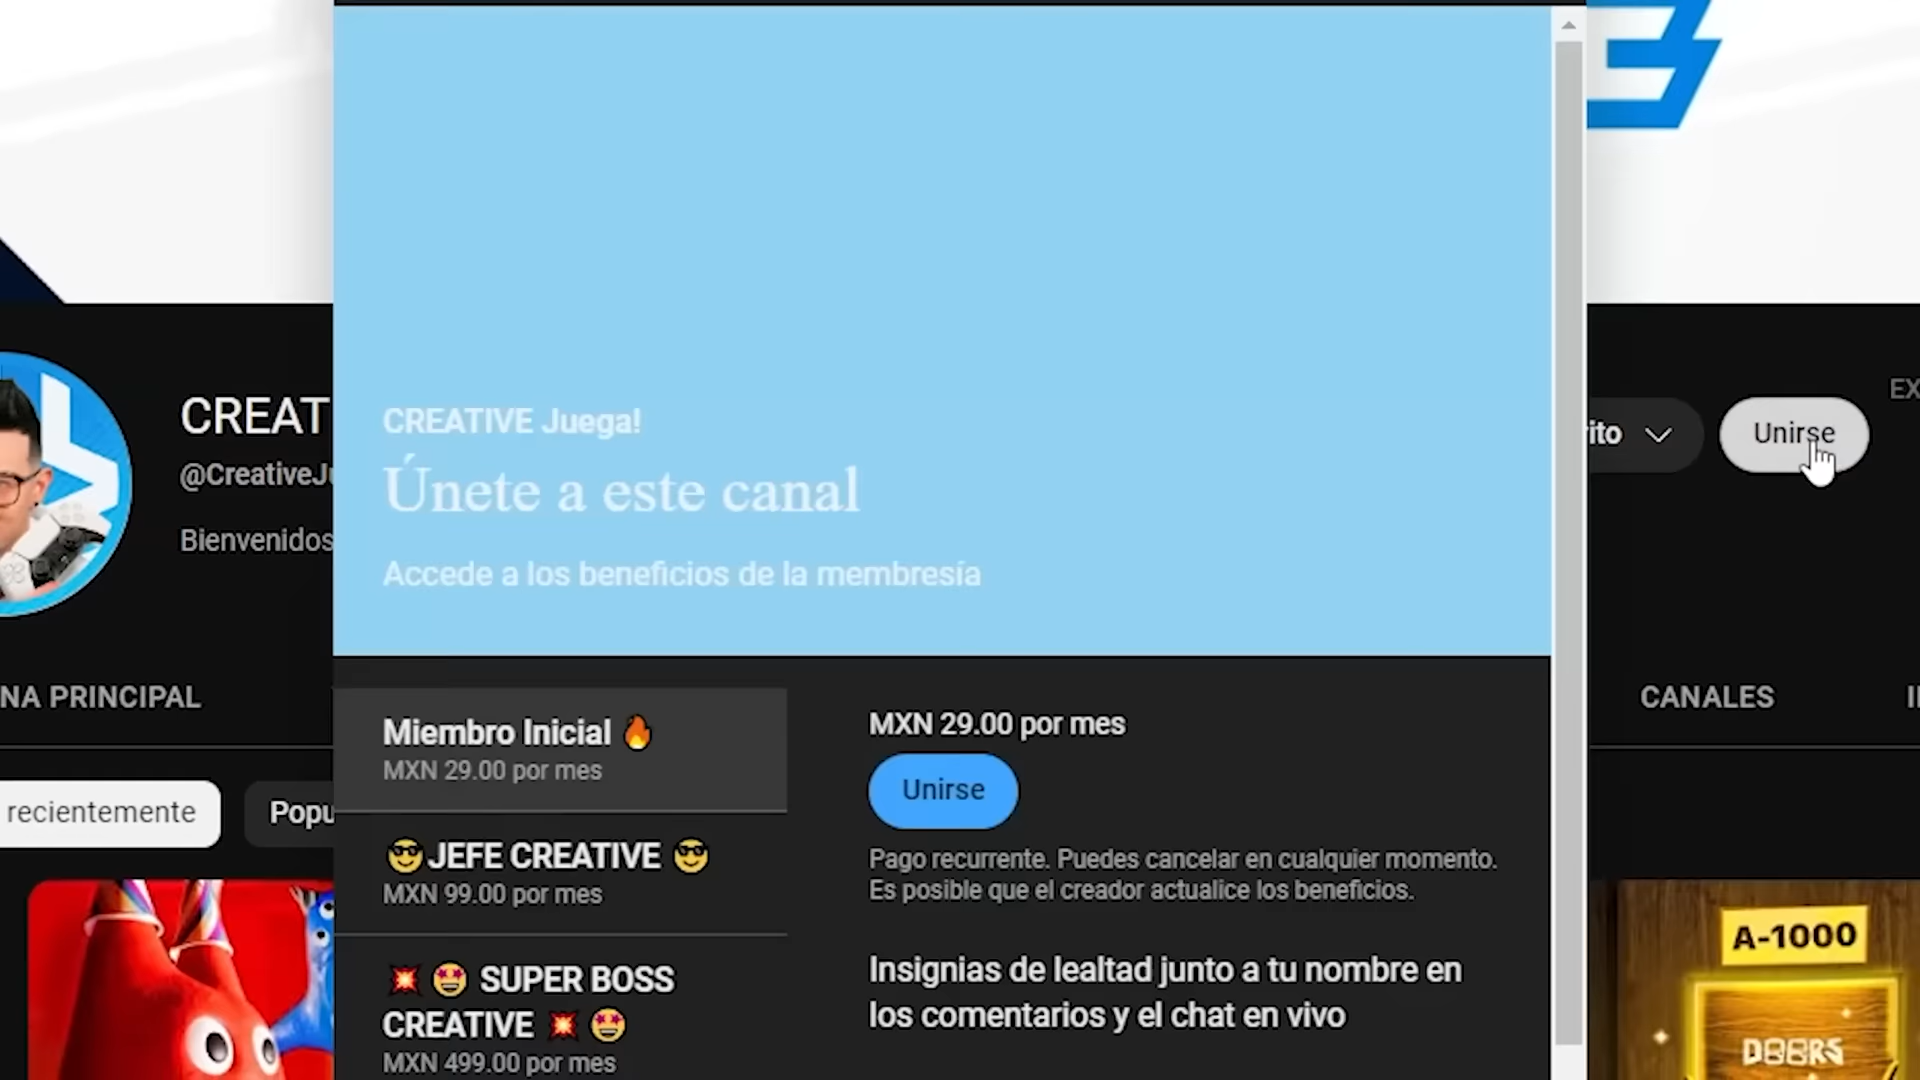 CREATIVE Juega!
Únete a este canal
Accede a los beneficios de la membresía
CREAT
@CreativeJu
Bienvenidos
Unirse
EX
NA PRINCIPAL
CANALES
recientemente
Popu
Miembro Inicial 🔥
MXN 29.00 por mes
😎JEFE CREATIVE 😎
MXN 99.00 por mes
💥 🤩 SUPER BOSS
CREATIVE 💥 🤩
MXN 499.00 por mes
MXN 29.00 por mes
Unirse
Pago recurrente. Puedes cancelar en cualquier momento.
Es posible que el creador actualice los beneficios.
Insignias de lealtad junto a tu nombre en
los comentarios y el chat en vivo
A-1000
DOORS